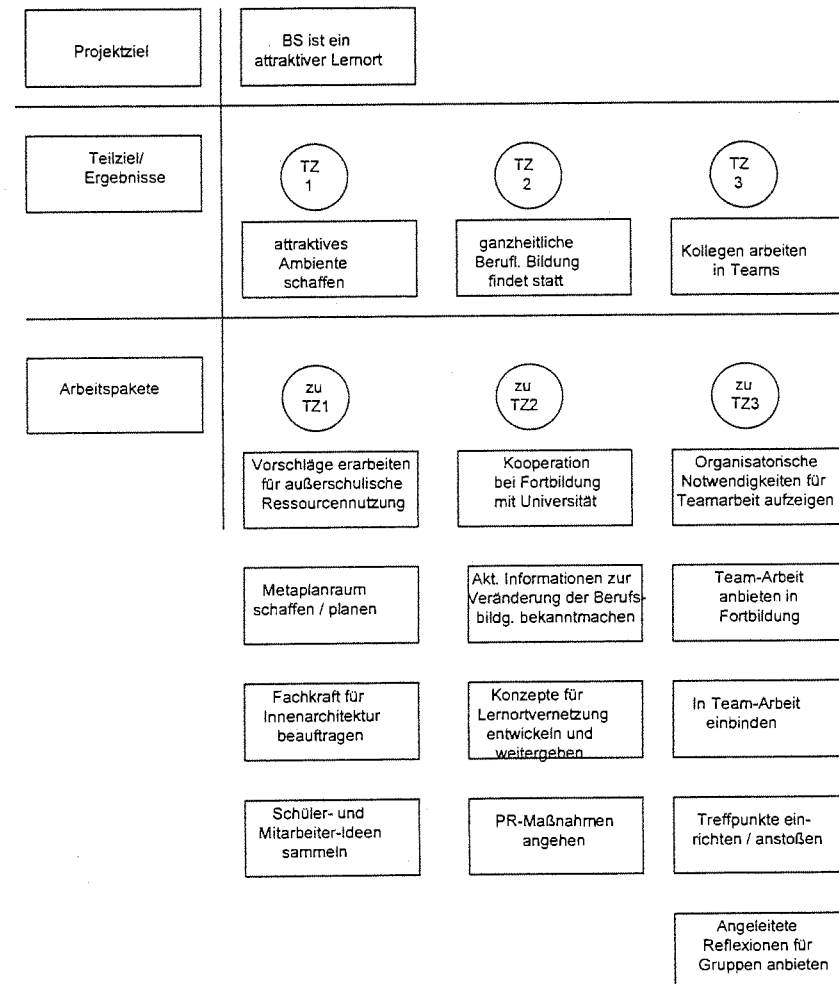 Projektziel
BS ist ein
attraktiver Lernort
Teilziel/
Ergebnisse
TZ
1
TZ
2
TZ
3
attraktives
Ambiente
schaffen
ganzheitliche
Berufl. Bildung
findet statt
Kollegen arbeiten
in Teams
Arbeitspakete
zu
TZ1
zu
TZ2
zu
TZ3
Vorschläge erarbeiten
für außerschulische
Ressourcennutzung
Kooperation
bei Fortbildung
mit Universität
Organisatorische
Notwendigkeiten für
Teamarbeit aufzeigen
Metaplanraum
schaffen / planen
Akt. Informationen zur
Veränderung der Berufs-
bildg. bekanntmachen
Team-Arbeit
anbieten in
Fortbildung
Fachkraft für
Innenarchitektur
beauftragen
Konzepte für
Lernortvernetzung
entwickeln und
weitergehen
In Team-Arbeit
einbinden
Schüler- und
Mitarbeiter-Ideen
sammeln
PR-Maßnahmen
angehen
Treffpunkte ein-
richten / anstoßen
Angeleitete
Reflexionen für
Gruppen anbieten